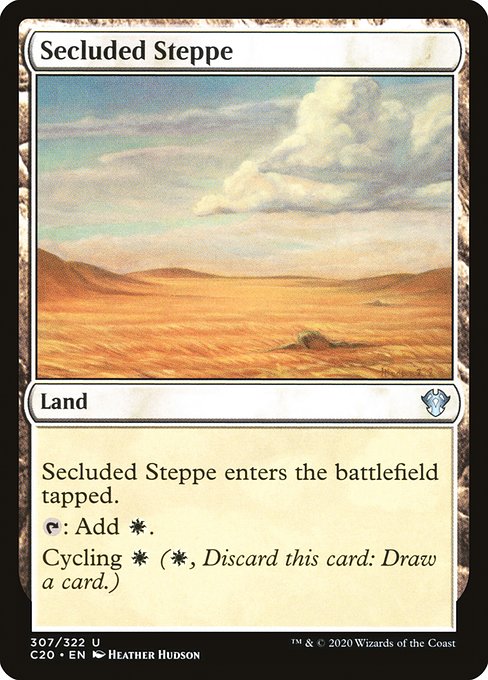 Secluded Steppe
Land
Secluded Steppe enters the battlefield
tapped.
: Add .
Cycling (, Discard this card: Draw
a card.)
307/322 U
C20 • EN Heather Hudson
™ & © 2020 Wizards of the Coast